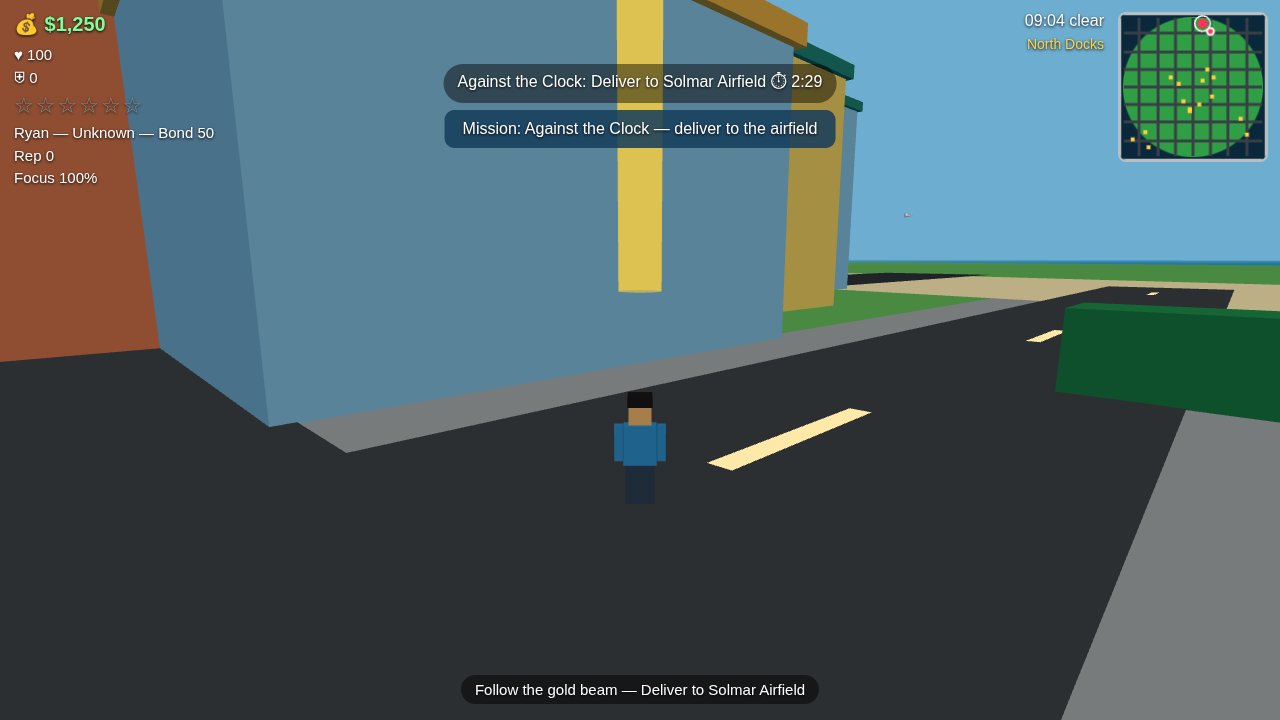 💰 $1,250
♥ 100
⛨ 0
☆☆☆☆☆☆
Ryan — Unknown — Bond 50
Rep 0
Focus 100%
Against the Clock: Deliver to Solmar Airfield ⏱ 2:29
Mission: Against the Clock — deliver to the airfield
09:04 clear
North Docks
Follow the gold beam — Deliver to Solmar Airfield